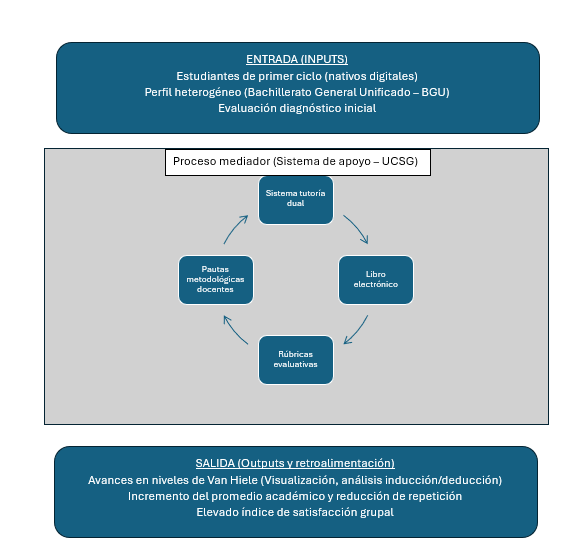 ENTRADA (INPUTS)
Estudiantes de primer ciclo (nativos digitales)
Perfil heterogéneo (Bachillerato General Unificado – BGU)
Evaluación diagnóstico inicial
Proceso mediador (Sistema de apoyo – UCSG)
Sistema tutoría
dual
Libro
electrónico
Rúbricas
evaluativas
Pautas
metodológicas
docentes
SALIDA (Outputs y retroalimentación)
Avances en niveles de Van Hiele (Visualización, análisis inducción/deducción)
Incremento del promedio académico y reducción de repetición
Elevado índice de satisfacción grupal